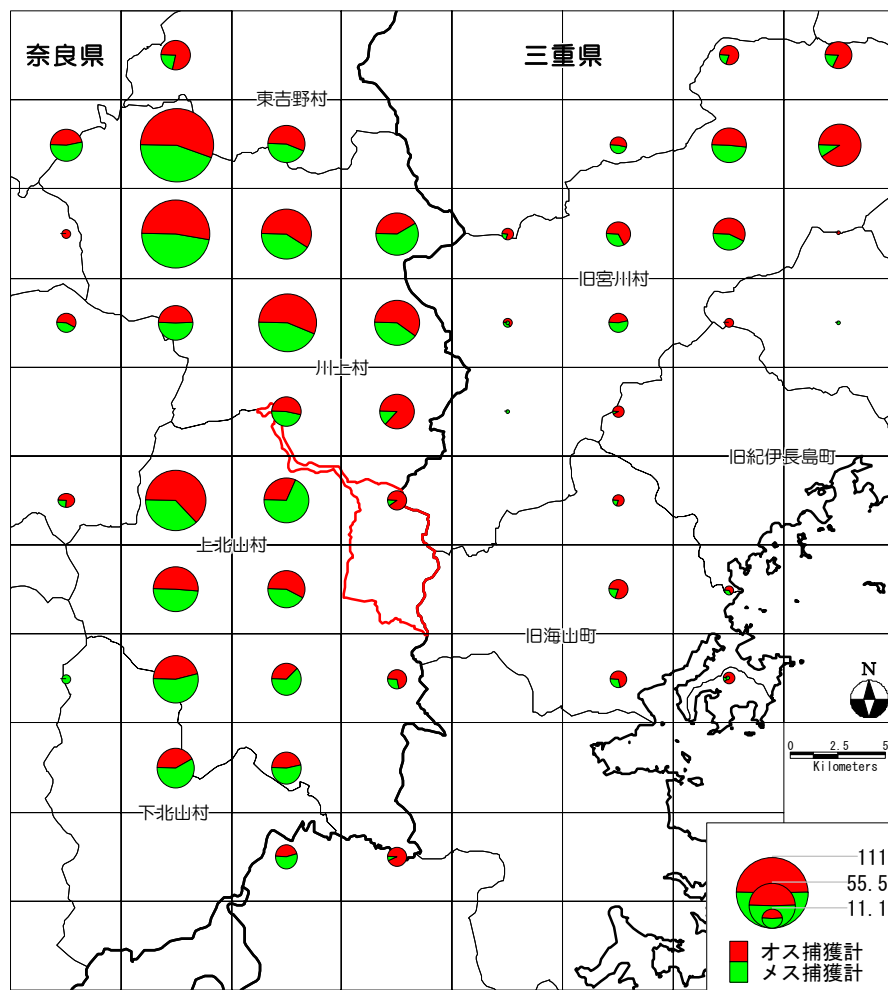 奈良県
三重県
東吉野村
旧宮川村
川上村
旧紀伊長島町
上北山村
旧海山町
N
0 2.5 5
Kilometers
下北山村
111
55.5
11.1
オス捕獲計
メス捕獲計